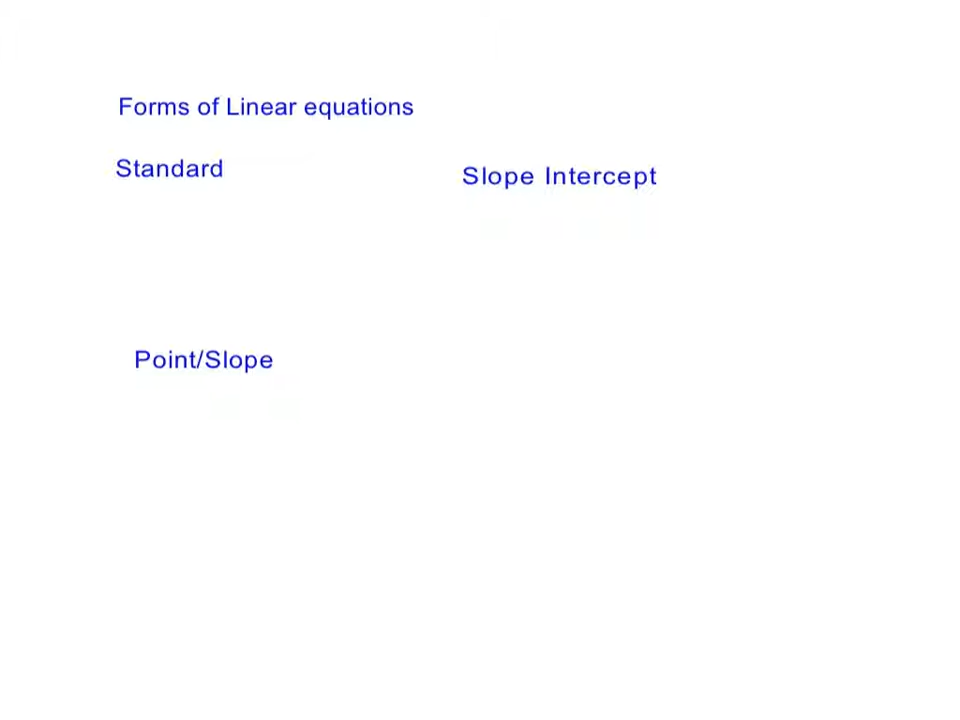 Forms of Linear equations
Standard
Slope Intercept
Point/Slope